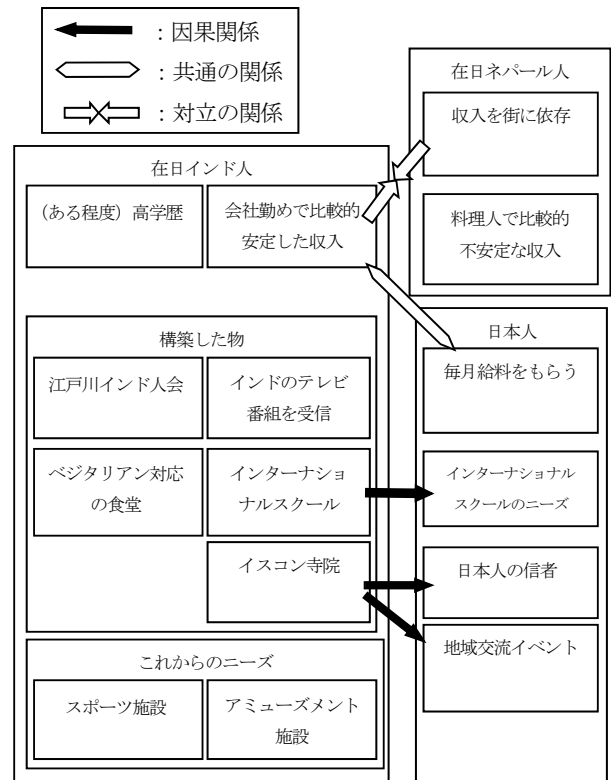 ：因果関係
：共通の関係
：対立の関係
在日ネパール人
収入を街に依存
料理人で比較的
不安定な収入
在日インド人
（ある程度）高学歴
会社勤めで比較的
安定した収入
構築した物
江戸川インド人会
インドのテレビ
番組を受信
ベジタリアン対応
の食堂
インターナショ
ナルスクール
イスコン寺院
これからのニーズ
スポーツ施設
アミューズメント
施設
日本人
毎月給料をもらう
インターナショナル
スクールのニーズ
日本人の信者
地域交流イベント